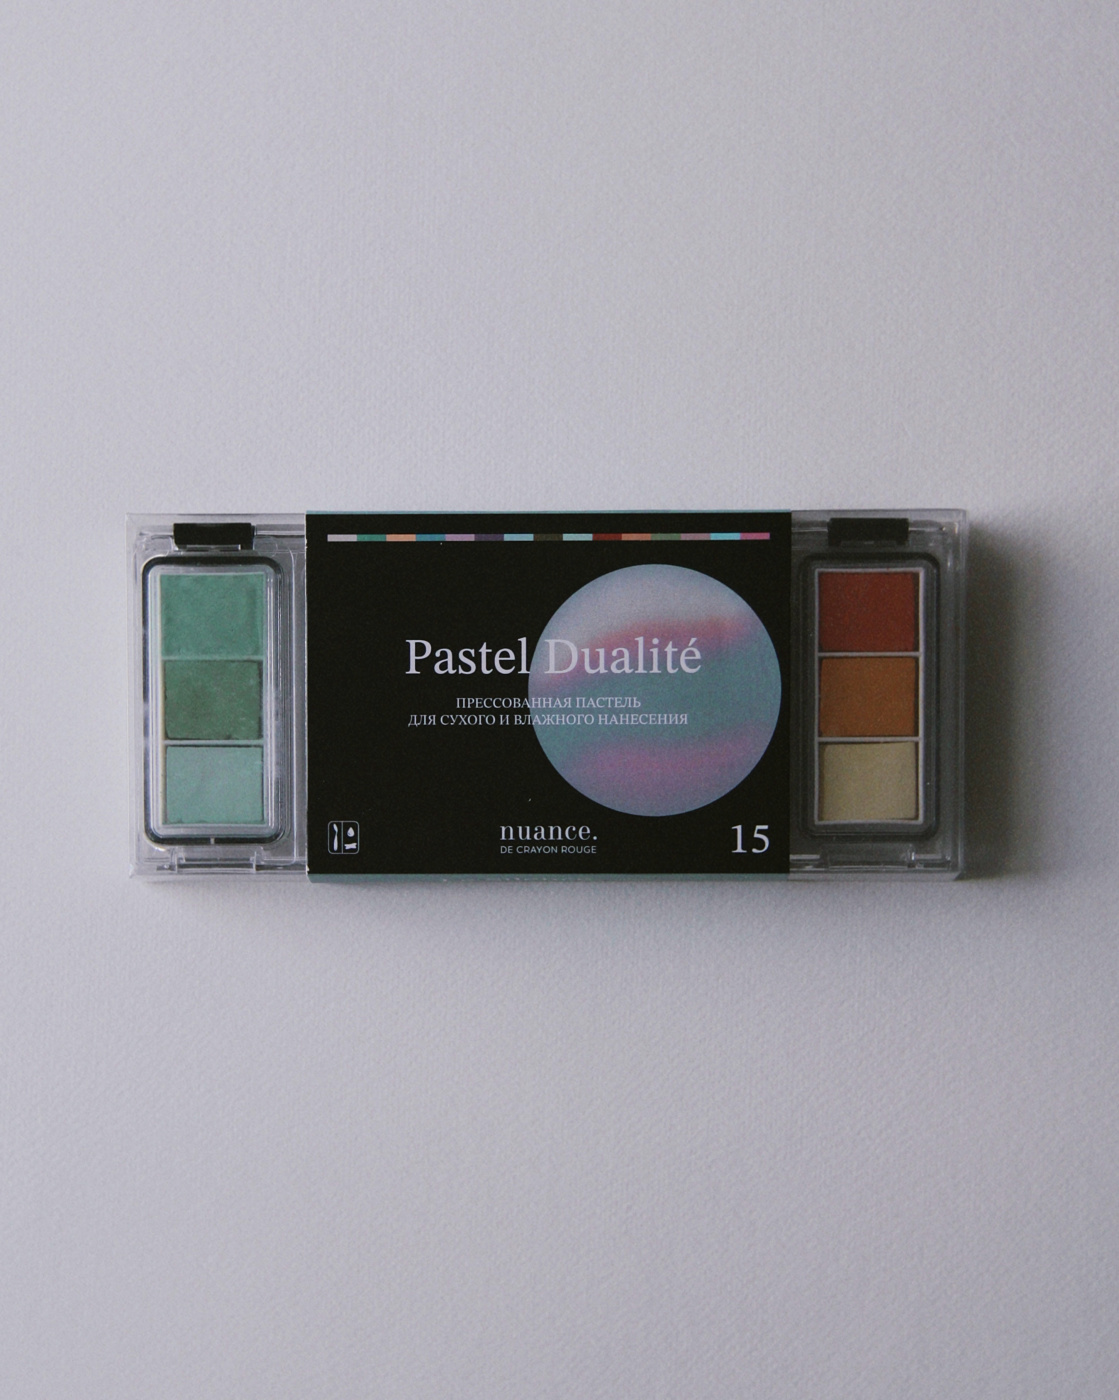 Pastel Dualité
ПРЕССОВАННАЯ ПАСТЕЛЬ
ДЛЯ СУХОГО И ВЛАЖНОГО НАНЕСЕНИЯ
nuance.
DE CRAYON ROUGE
15